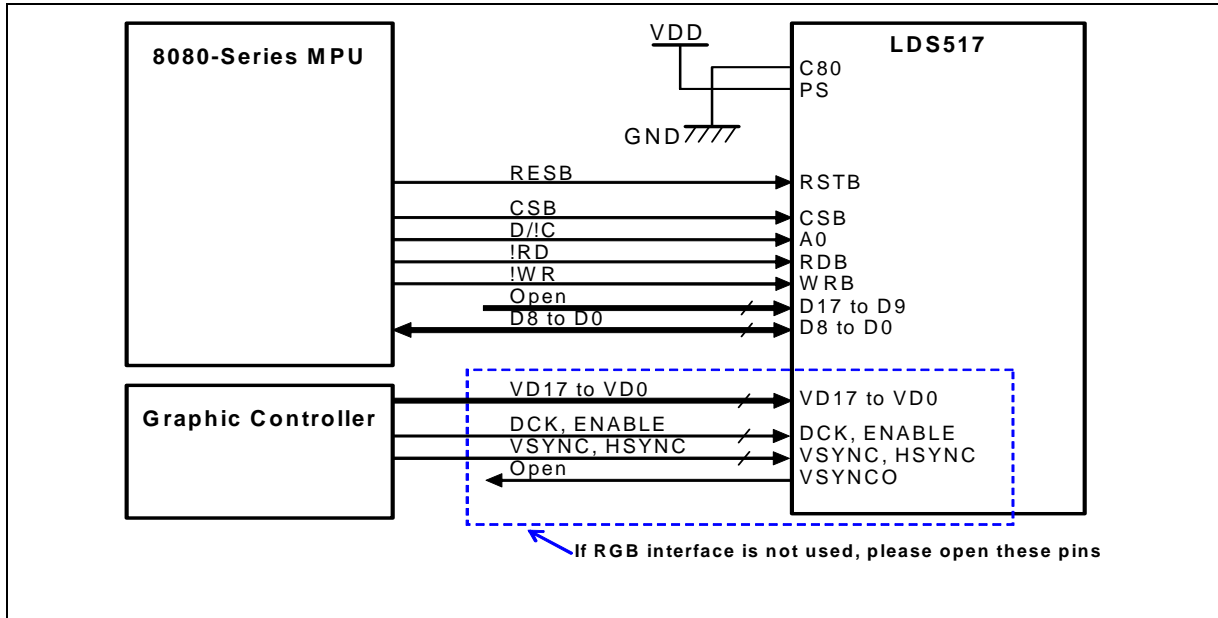 8080-Series MPU
VDD
LDS517
C80
PS
GND
RESB
RSTB
CSB
CSB
D/!C
A0
!RD
RDB
!WR
WRB
Open
D17 to D9
D8 to D0
D8 to D0
Graphic Controller
VD17 to VD0
VD17 to VD0
DCK, ENABLE
DCK, ENABLE
VSYNC, HSYNC
VSYNC, HSYNC
Open
VSYNCO
If RGB interface is not used, please open these pins